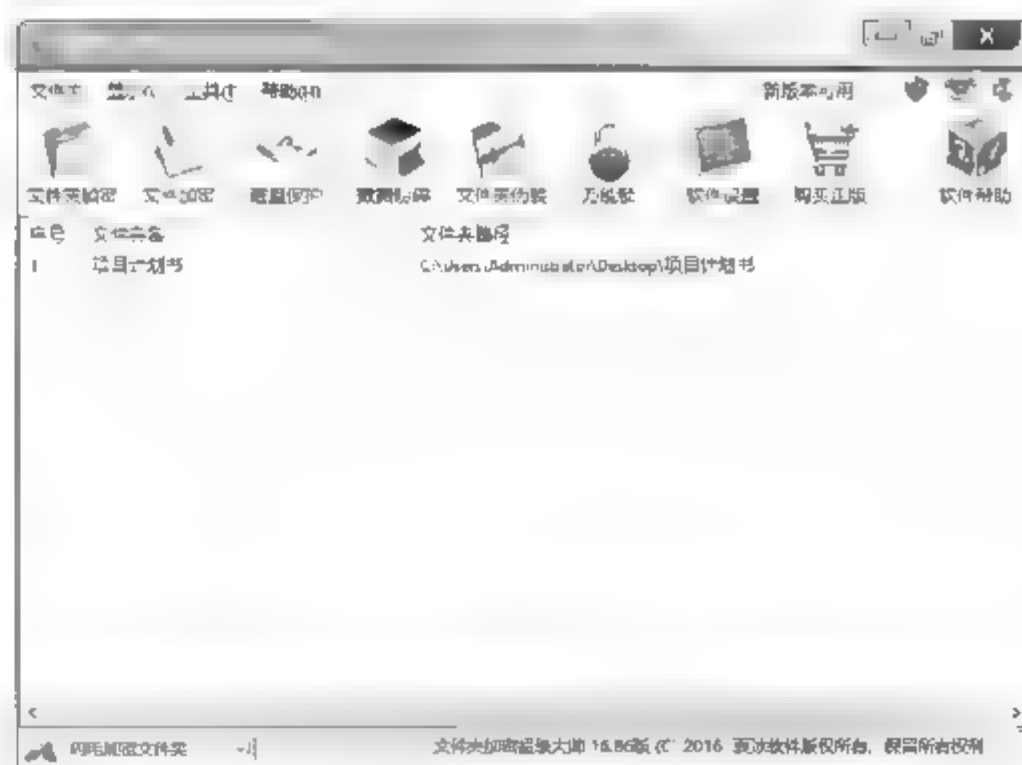 新版本可用
文件夹加密 文件加密 磁盘保护 数据粉碎 文件夹伪装 万能锁 软件设置 购买正版 软件帮助
序号 文件夹名 文件夹路径
1 项目计划书 C:\Users\Administrator\Desktop\项目计划书
闪电加密文件夹 文件夹加密超级大师 16.86版 (C) 2016 夏冰软件版权所有，保留所有权利